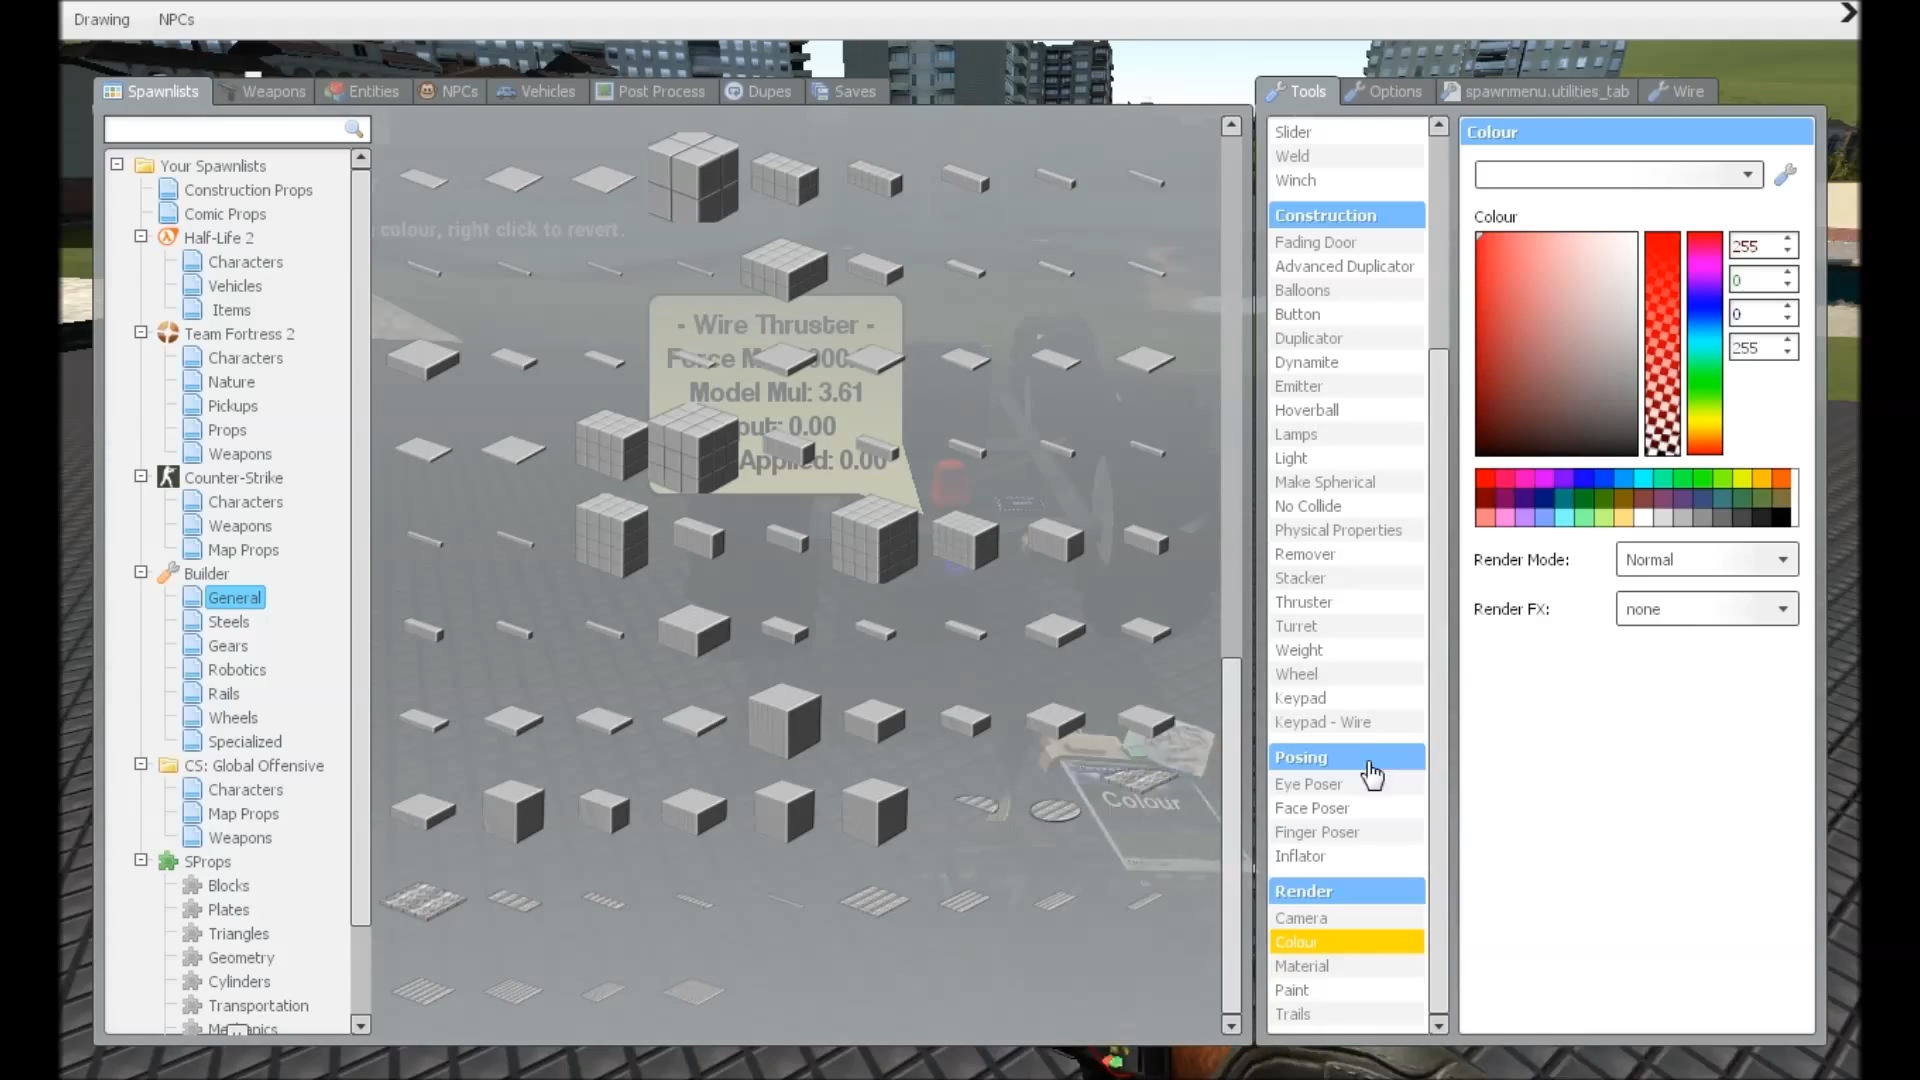 Drawing NPCs
Spawnlists Weapons Entities NPCs Vehicles Post Process Dupes Saves
Your Spawnlists
Construction Props
Comic Props
Half-Life 2
Characters
Vehicles
Items
Team Fortress 2
Characters
Nature
Pickups
Props
Weapons
Counter-Strike
Characters
Weapons
Map Props
Builder
General
Steels
Gears
Robotics
Rails
Wheels
Specialized
CS: Global Offensive
Characters
Map Props
Weapons
SProps
Blocks
Plates
Triangles
Geometry
Cylinders
Transportation
colour, right click to revert.
- Wire Thruster -
Model Mul: 3.61
0.00
0.00
Colour
Tools Options spawnmenu.utilities_tab Wire
Slider
Weld
Winch
Construction
Fading Door
Advanced Duplicator
Balloons
Button
Duplicator
Dynamite
Emitter
Hoverball
Lamps
Light
Make Spherical
No Collide
Physical Properties
Remover
Stacker
Thruster
Turret
Weight
Wheel
Keypad
Keypad - Wire
Posing
Eye Poser
Face Poser
Finger Poser
Inflator
Render
Camera
Colour
Material
Paint
Trails
Colour
Colour
255
0
0
255
Render Mode: Normal
Render FX: none